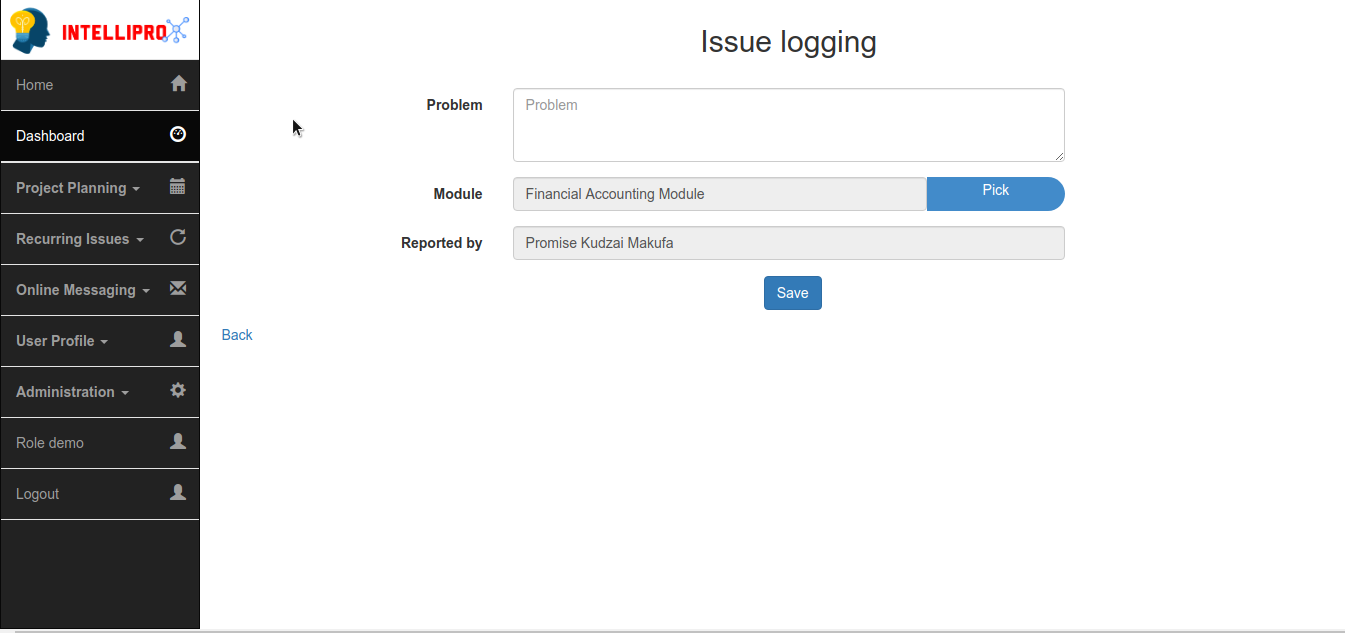 INTELLIPRO
Home
Dashboard
Project Planning
Recurring Issues
Online Messaging
User Profile
Administration
Role demo
Logout
Issue logging
Problem
Problem
Module
Financial Accounting Module
Pick
Reported by
Promise Kudzai Makufa
Save
Back